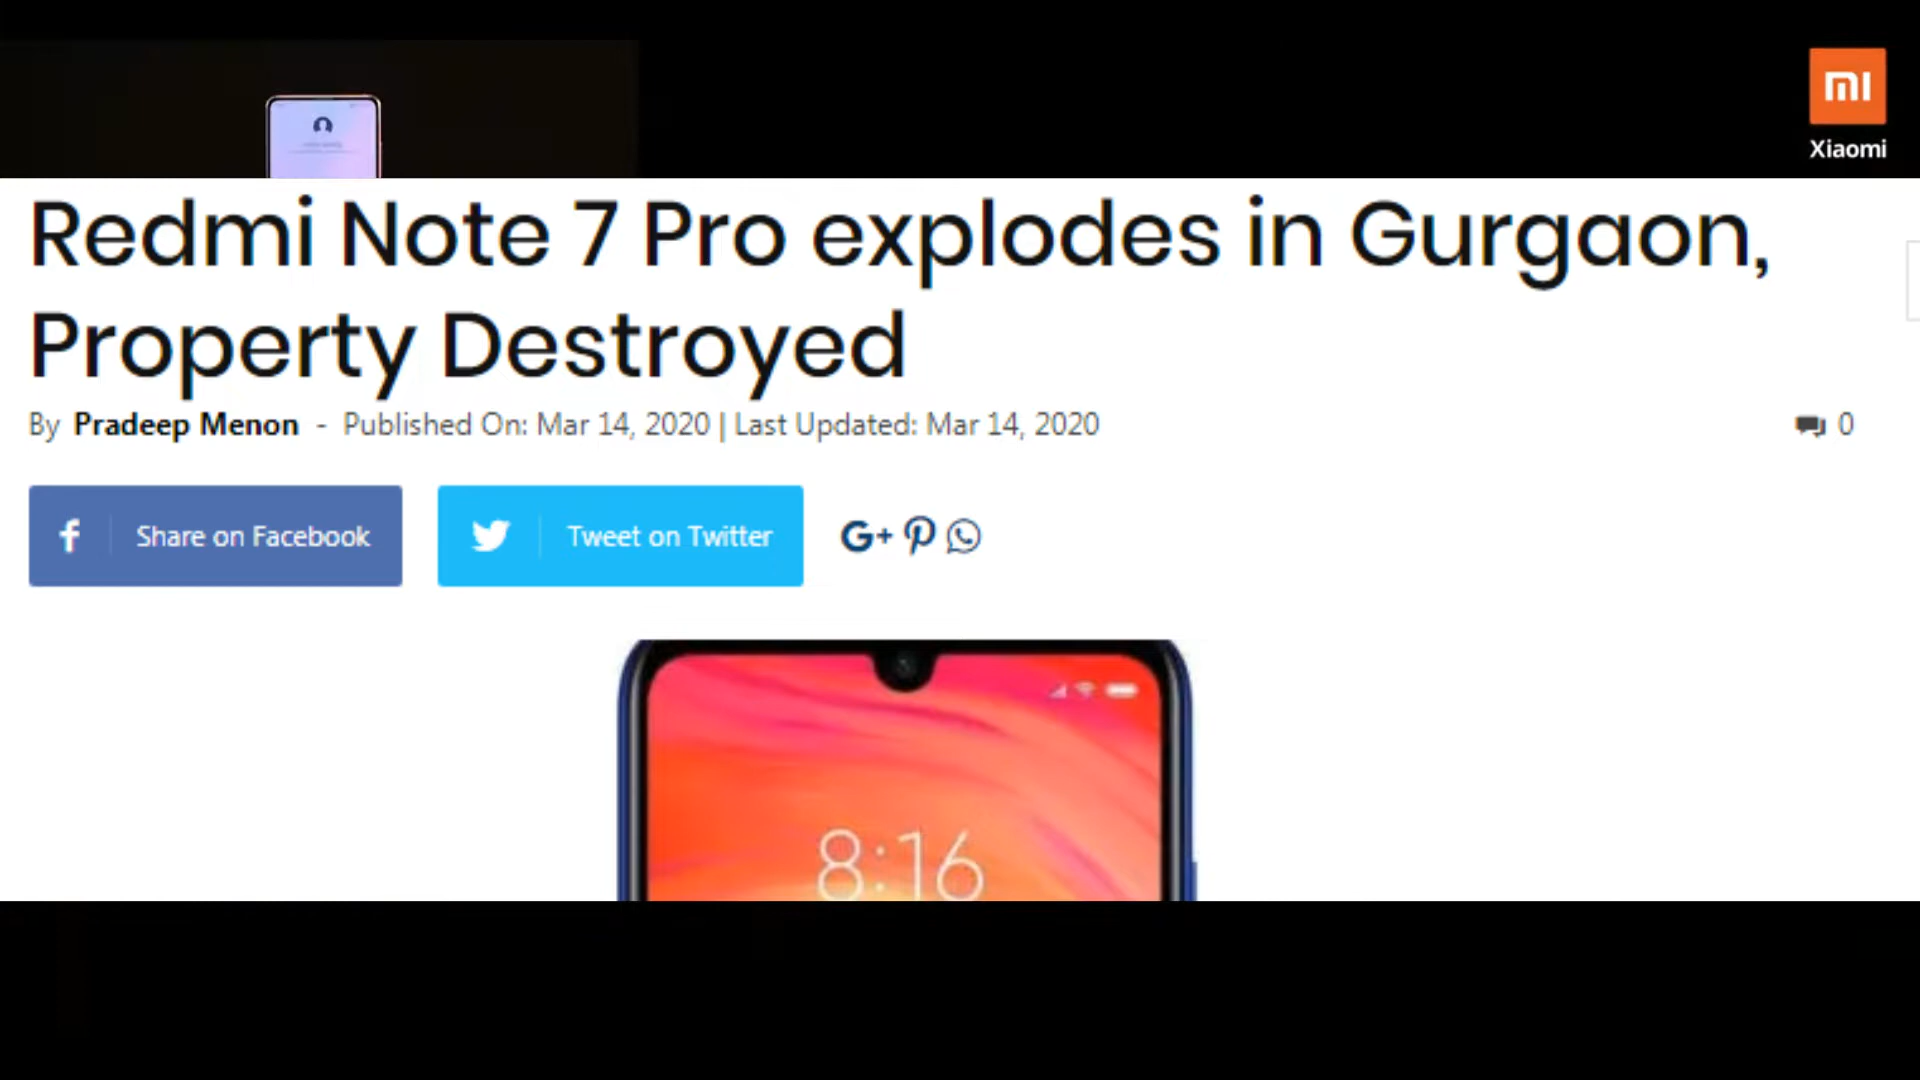 mi
Xiaomi
Redmi Note 7 Pro explodes in Gurgaon,
Property Destroyed
By Pradeep Menon - Published On: Mar 14, 2020 | Last Updated: Mar 14, 2020
0
f Share on Facebook
Tweet on Twitter
G+
8:16